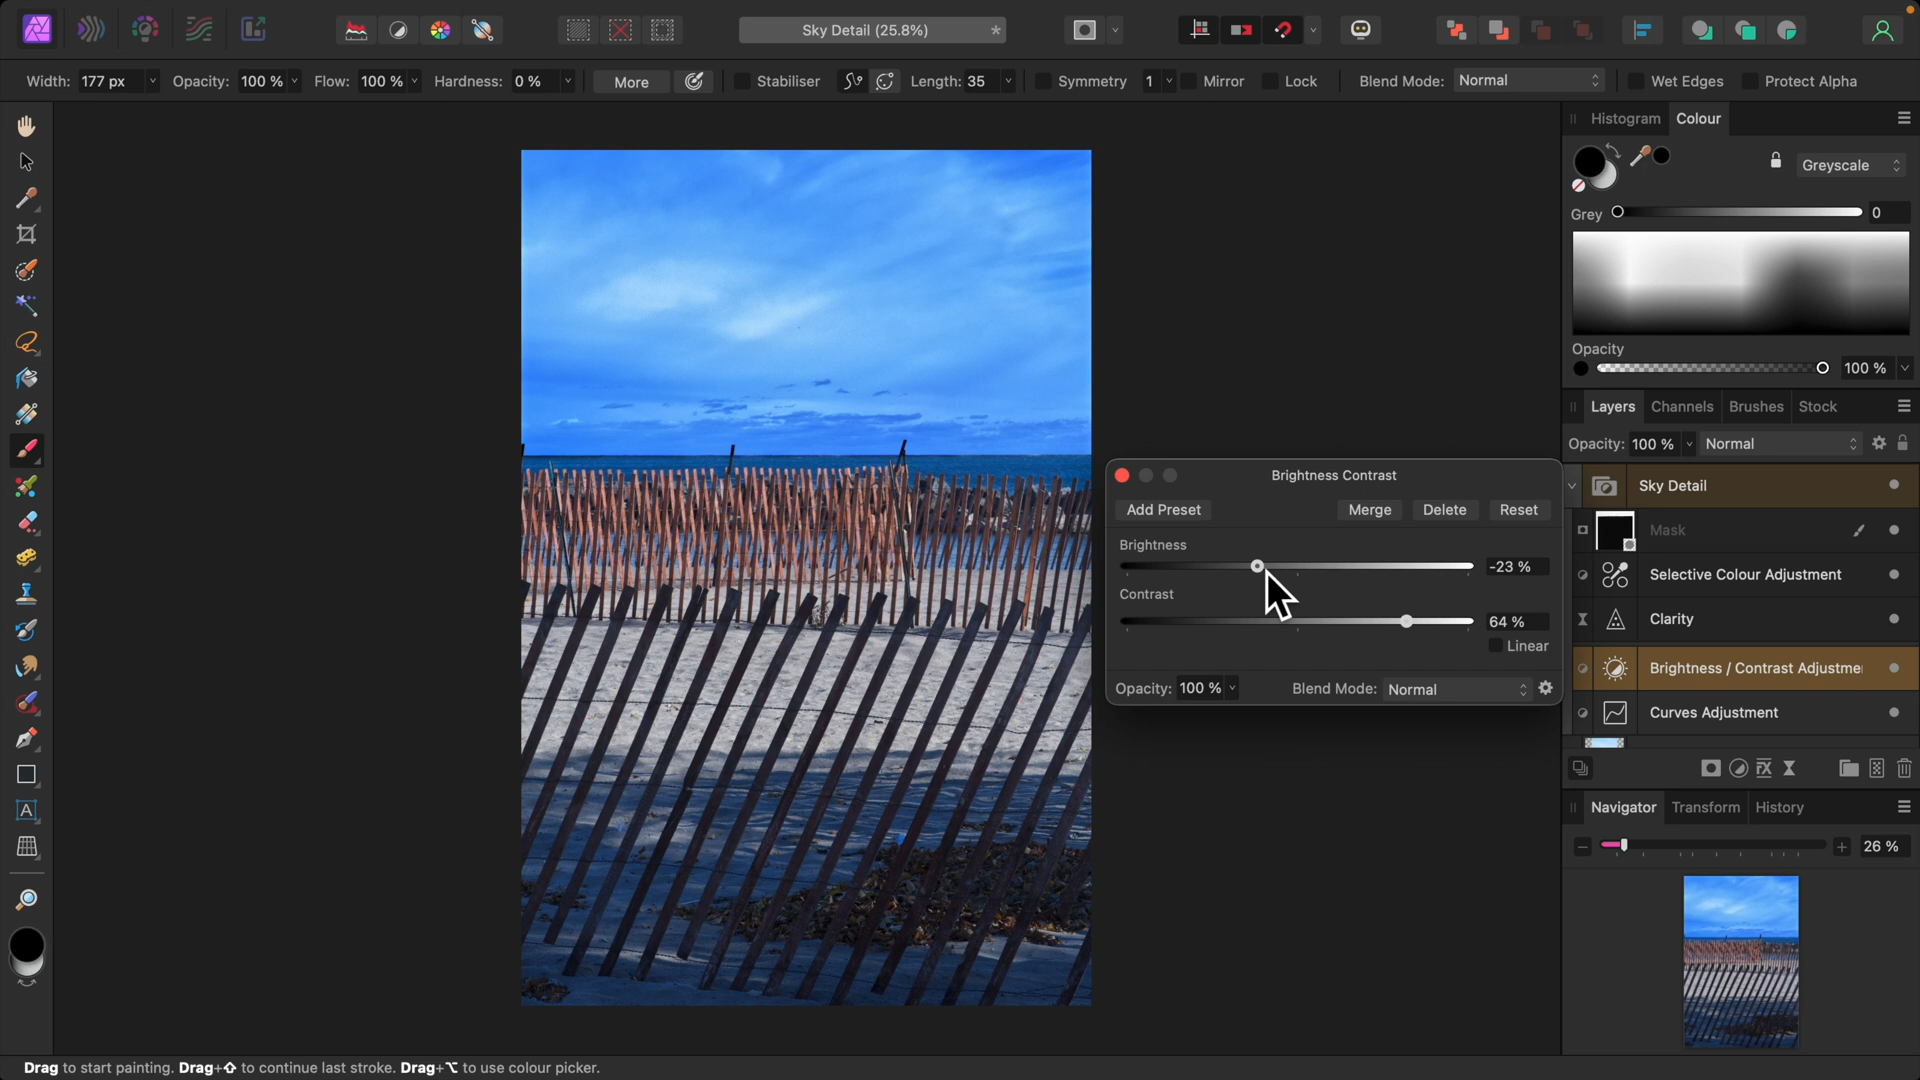 Sky Detail (25.8%) *
Width: 177 px Opacity: 100 % Flow: 100 % Hardness: 0 % More Stabiliser Length: 35 Symmetry 1 Mirror Lock Blend Mode: Normal Wet Edges Protect Alpha
Histogram Colour
Greyscale
Grey 0
Opacity
100 %
Layers Channels Brushes Stock
Opacity: 100 % Normal
Sky Detail
Mask
Selective Colour Adjustment
Clarity
Brightness / Contrast Adjustme
Curves Adjustment
Brightness Contrast
Add Preset Merge Delete Reset
Brightness
-23 %
Contrast
64 %
Linear
Opacity: 100 % Blend Mode: Normal
Navigator Transform History
26 %
A
Drag to start painting. Drag+⇧ to continue last stroke. Drag+⌥ to use colour picker.